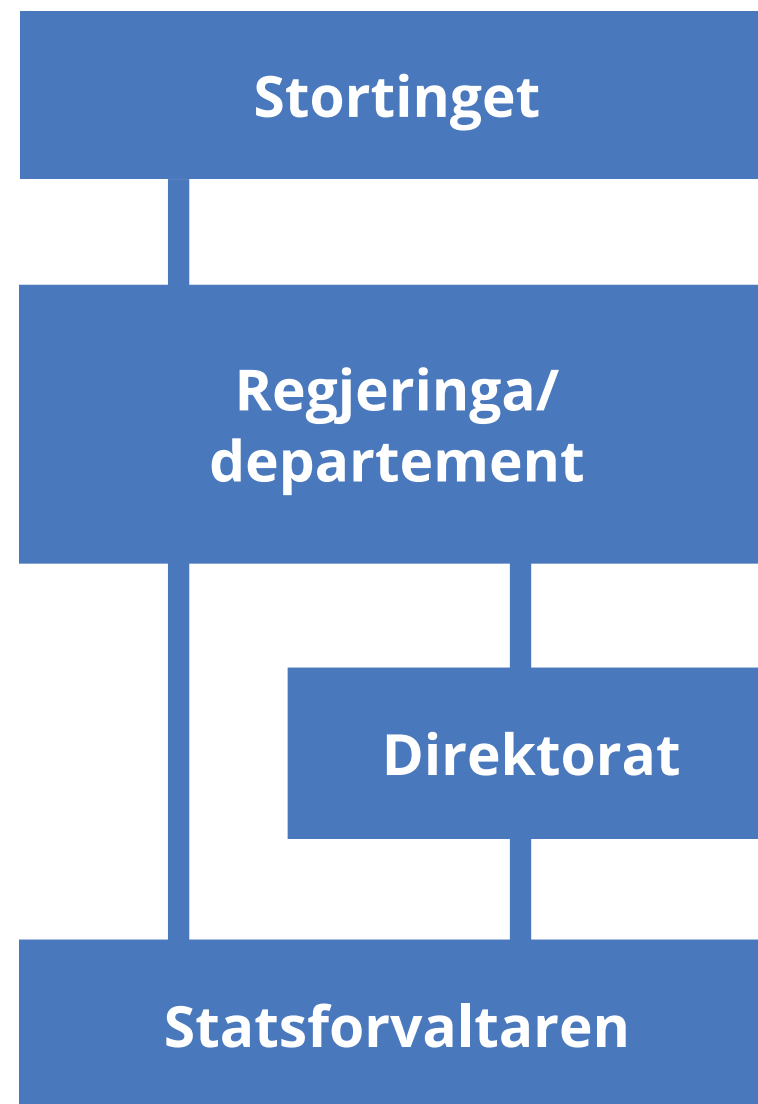 Stortinget
Regjeringa/
departement
Direktorat
Statsforvaltaren